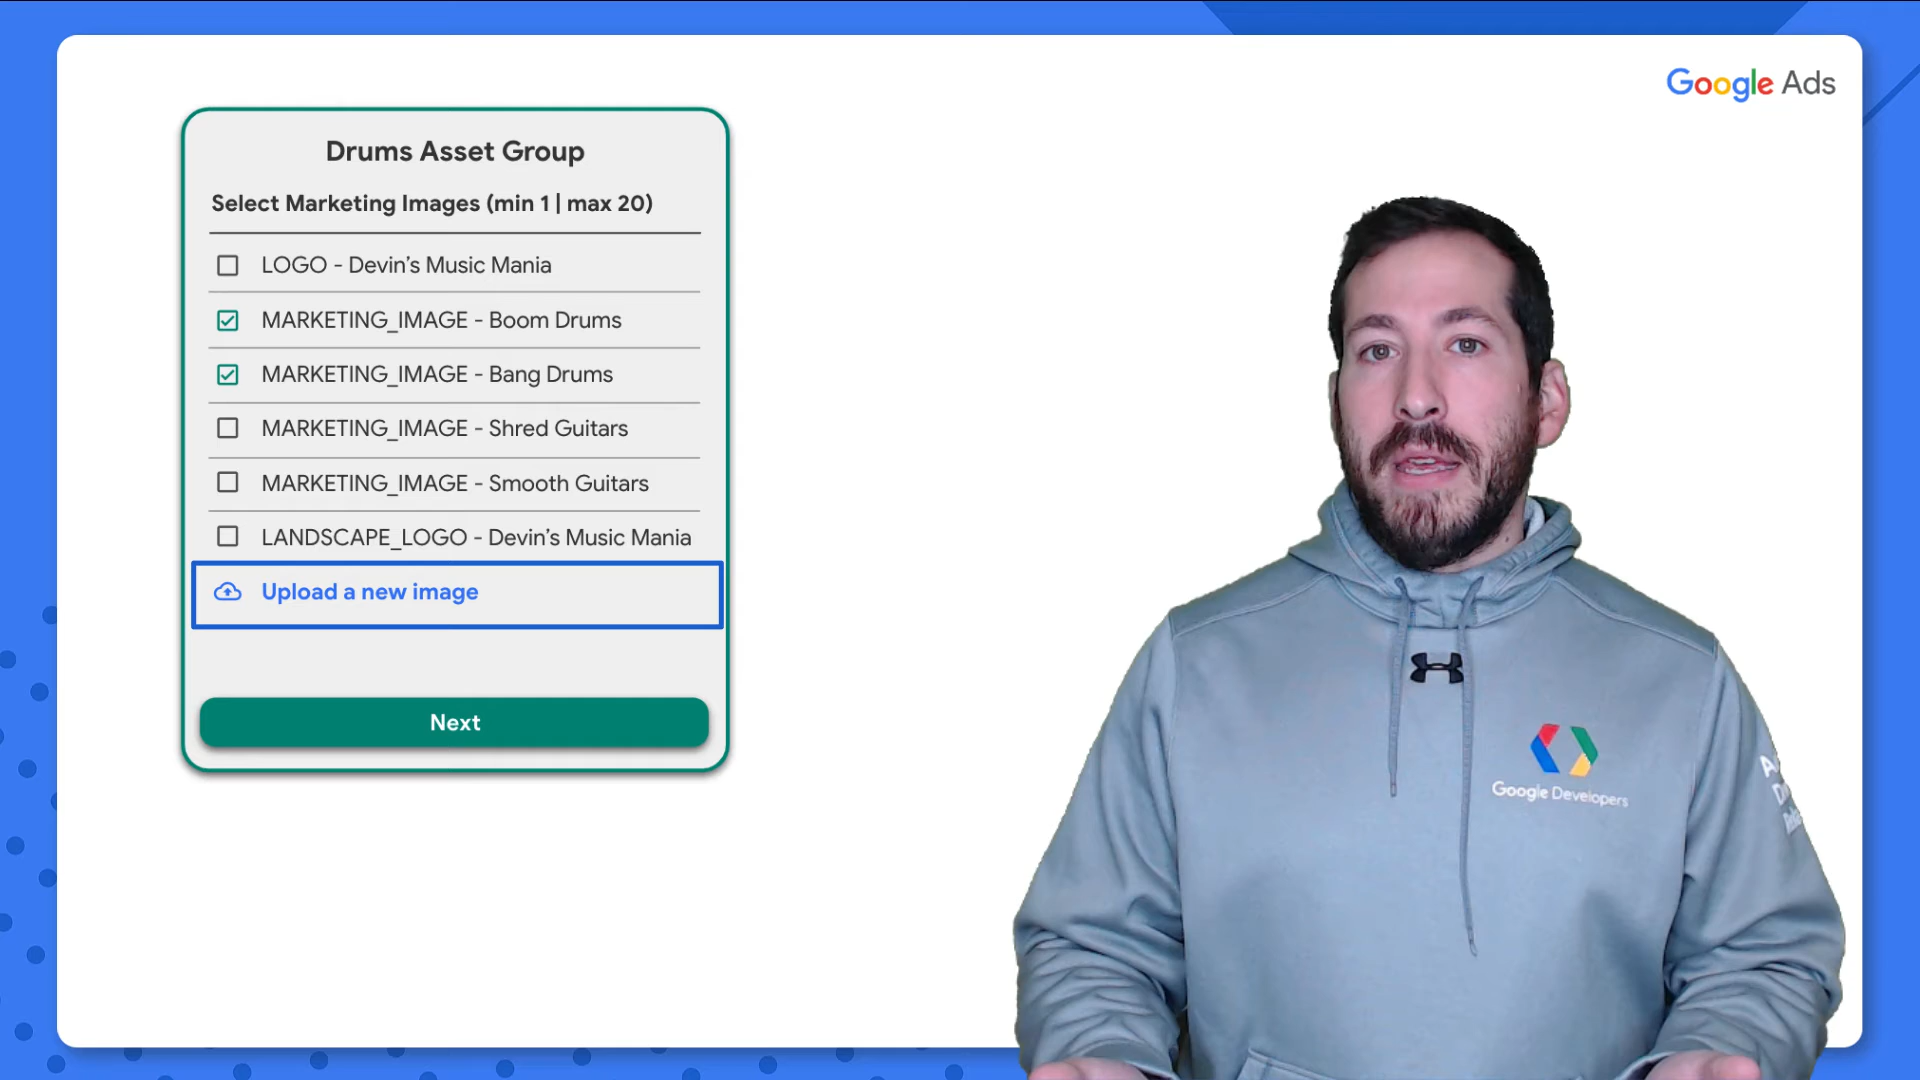 Google Ads
Drums Asset Group
Select Marketing Images (min 1 | max 20)
LOGO - Devin’s Music Mania
MARKETING_IMAGE - Boom Drums
MARKETING_IMAGE - Bang Drums
MARKETING_IMAGE - Shred Guitars
MARKETING_IMAGE - Smooth Guitars
LANDSCAPE_LOGO - Devin’s Music Mania
Upload a new image
Next
Google Developers